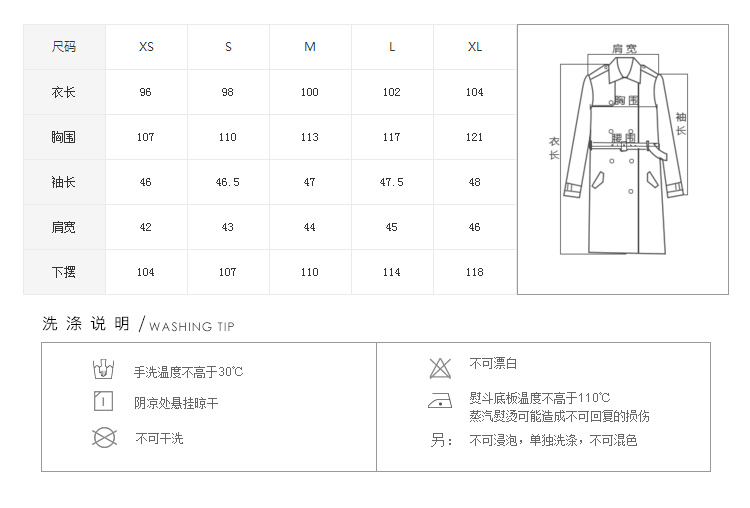 尺码 XS S M L XL
衣长 96 98 100 102 104
胸围 107 110 113 117 121
袖长 46 46.5 47 47.5 48
肩宽 42 43 44 45 46
下摆 104 107 110 114 118
肩宽
胸围
腰围
衣长
长袖
洗涤说明/WASHING TIP
手洗温度不高于30℃
阴凉处悬挂晾干
不可干洗
不可漂白
熨斗底板温度不高于110℃
蒸汽熨烫可能造成不可回复的损伤
另：不可浸泡，单独洗涤，不可混色